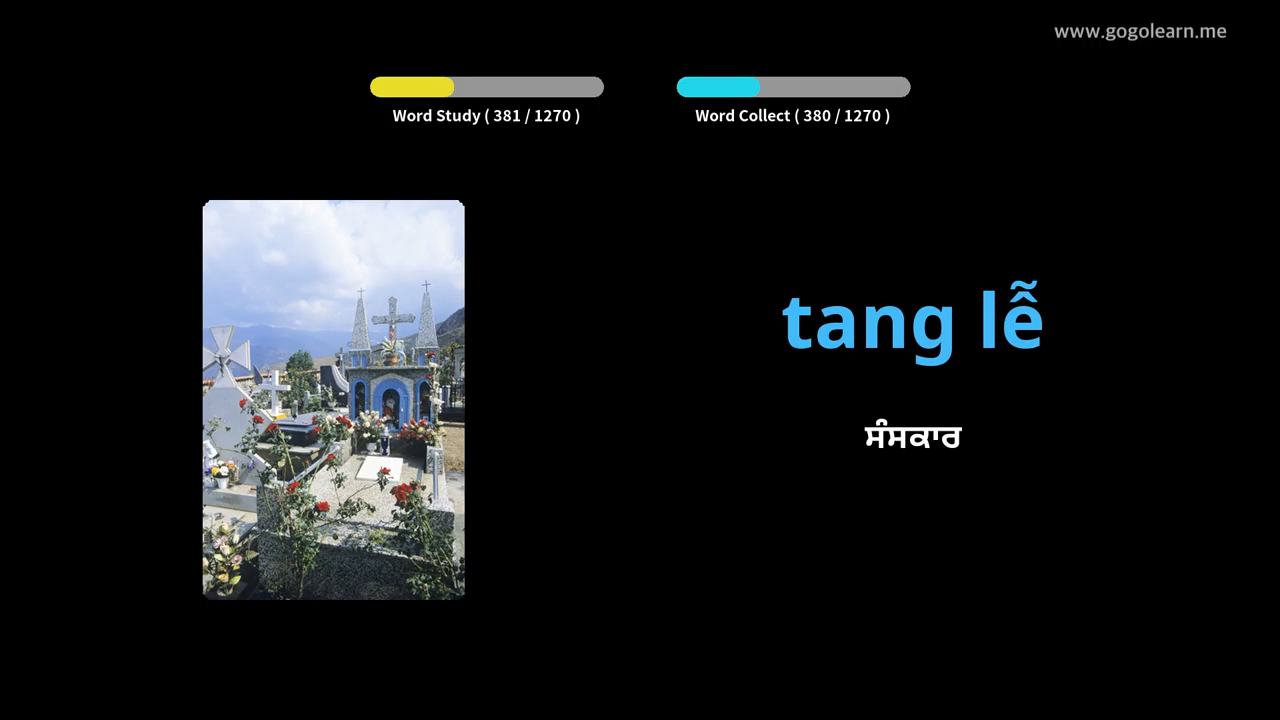 www.gogolearn.me
Word Study ( 381 / 1270 )
Word Collect ( 380 / 1270 )
tang lễ
ਸੰਸਕਾਰ